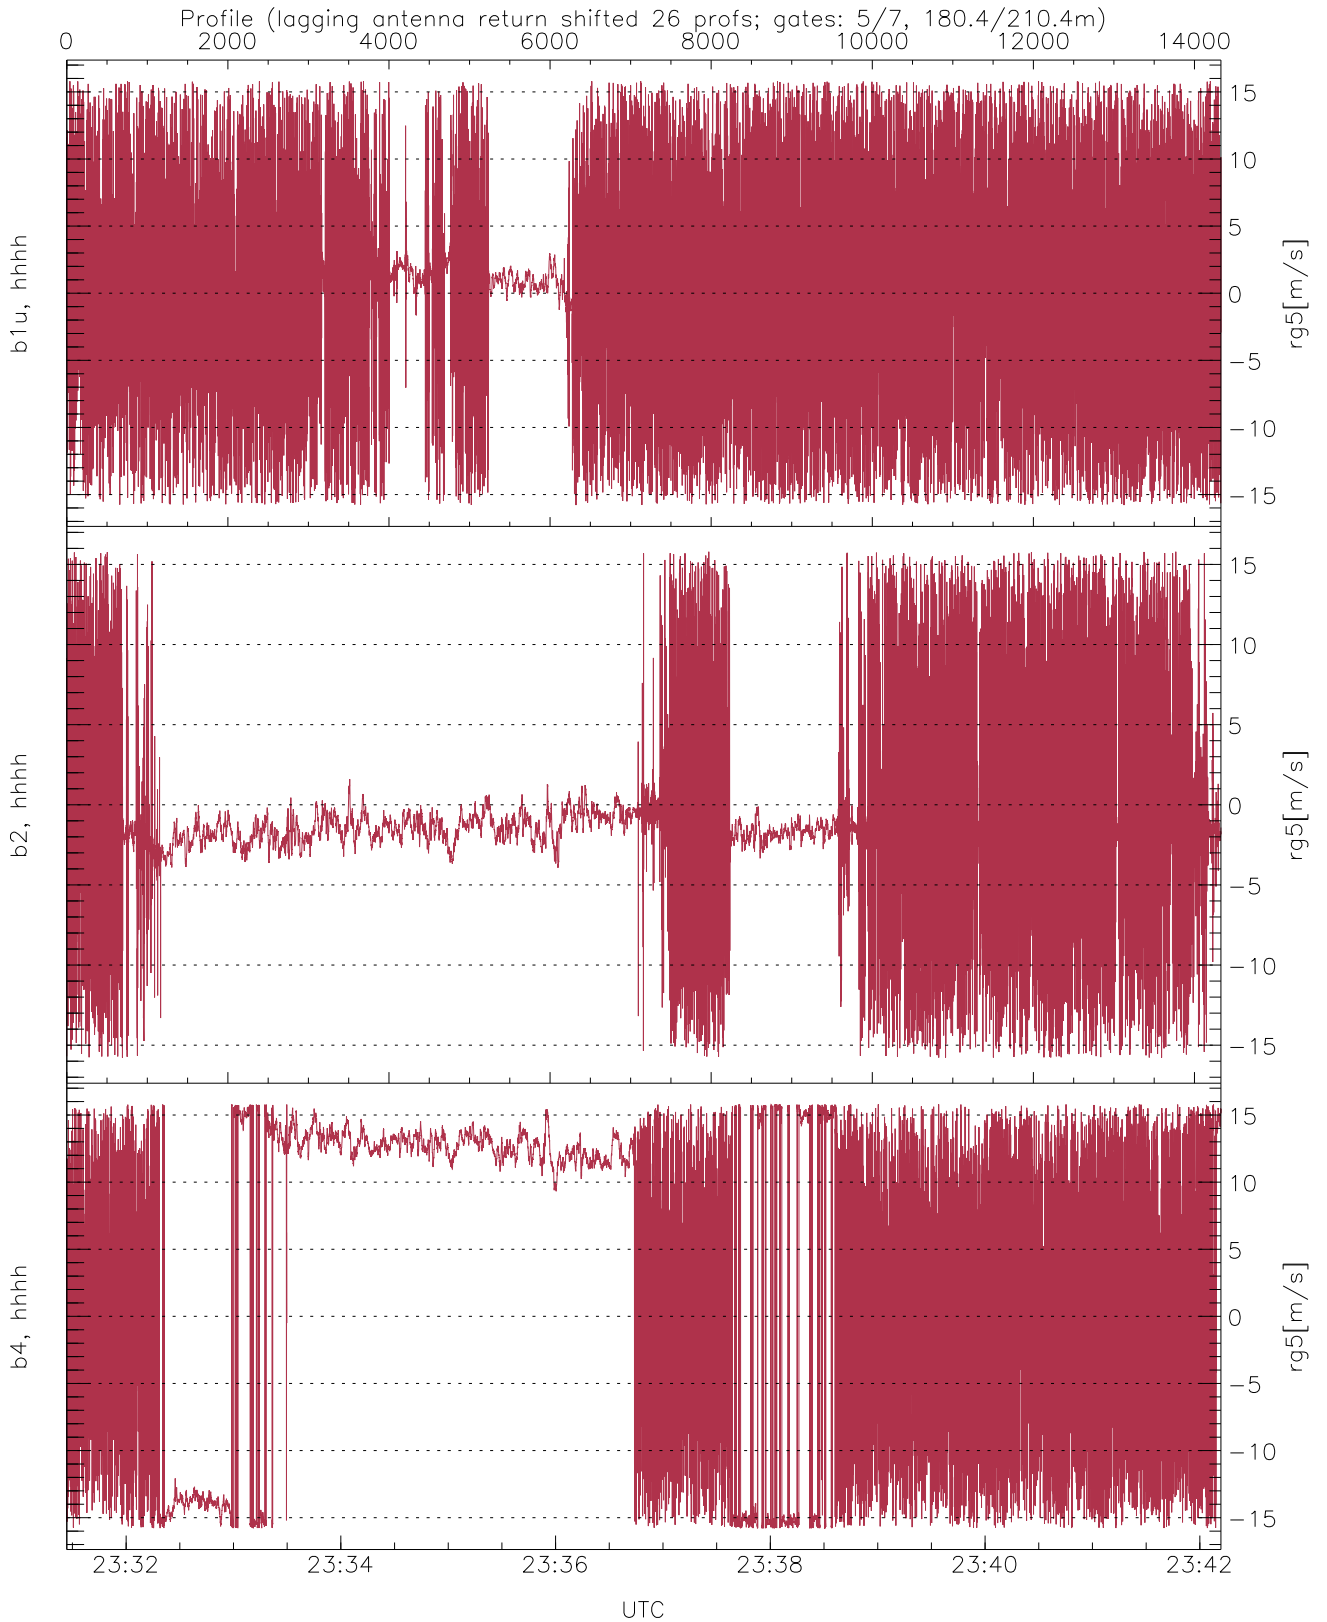 Profile (lagging antenna return shifted 26 profs; gates: 5/7, 180.4/210.4m)
0 2000 4000 6000 8000 10000 12000 14000
b1u, hhhh
15
10
5
0
−5
−10
−15
rg5[m/s]
b2, hhhh
15
10
5
0
−5
−10
−15
rg5[m/s]
b4, hhhh
15
10
5
0
−5
−10
−15
rg5[m/s]
23:32 23:34 23:36 23:38 23:40 23:42
UTC